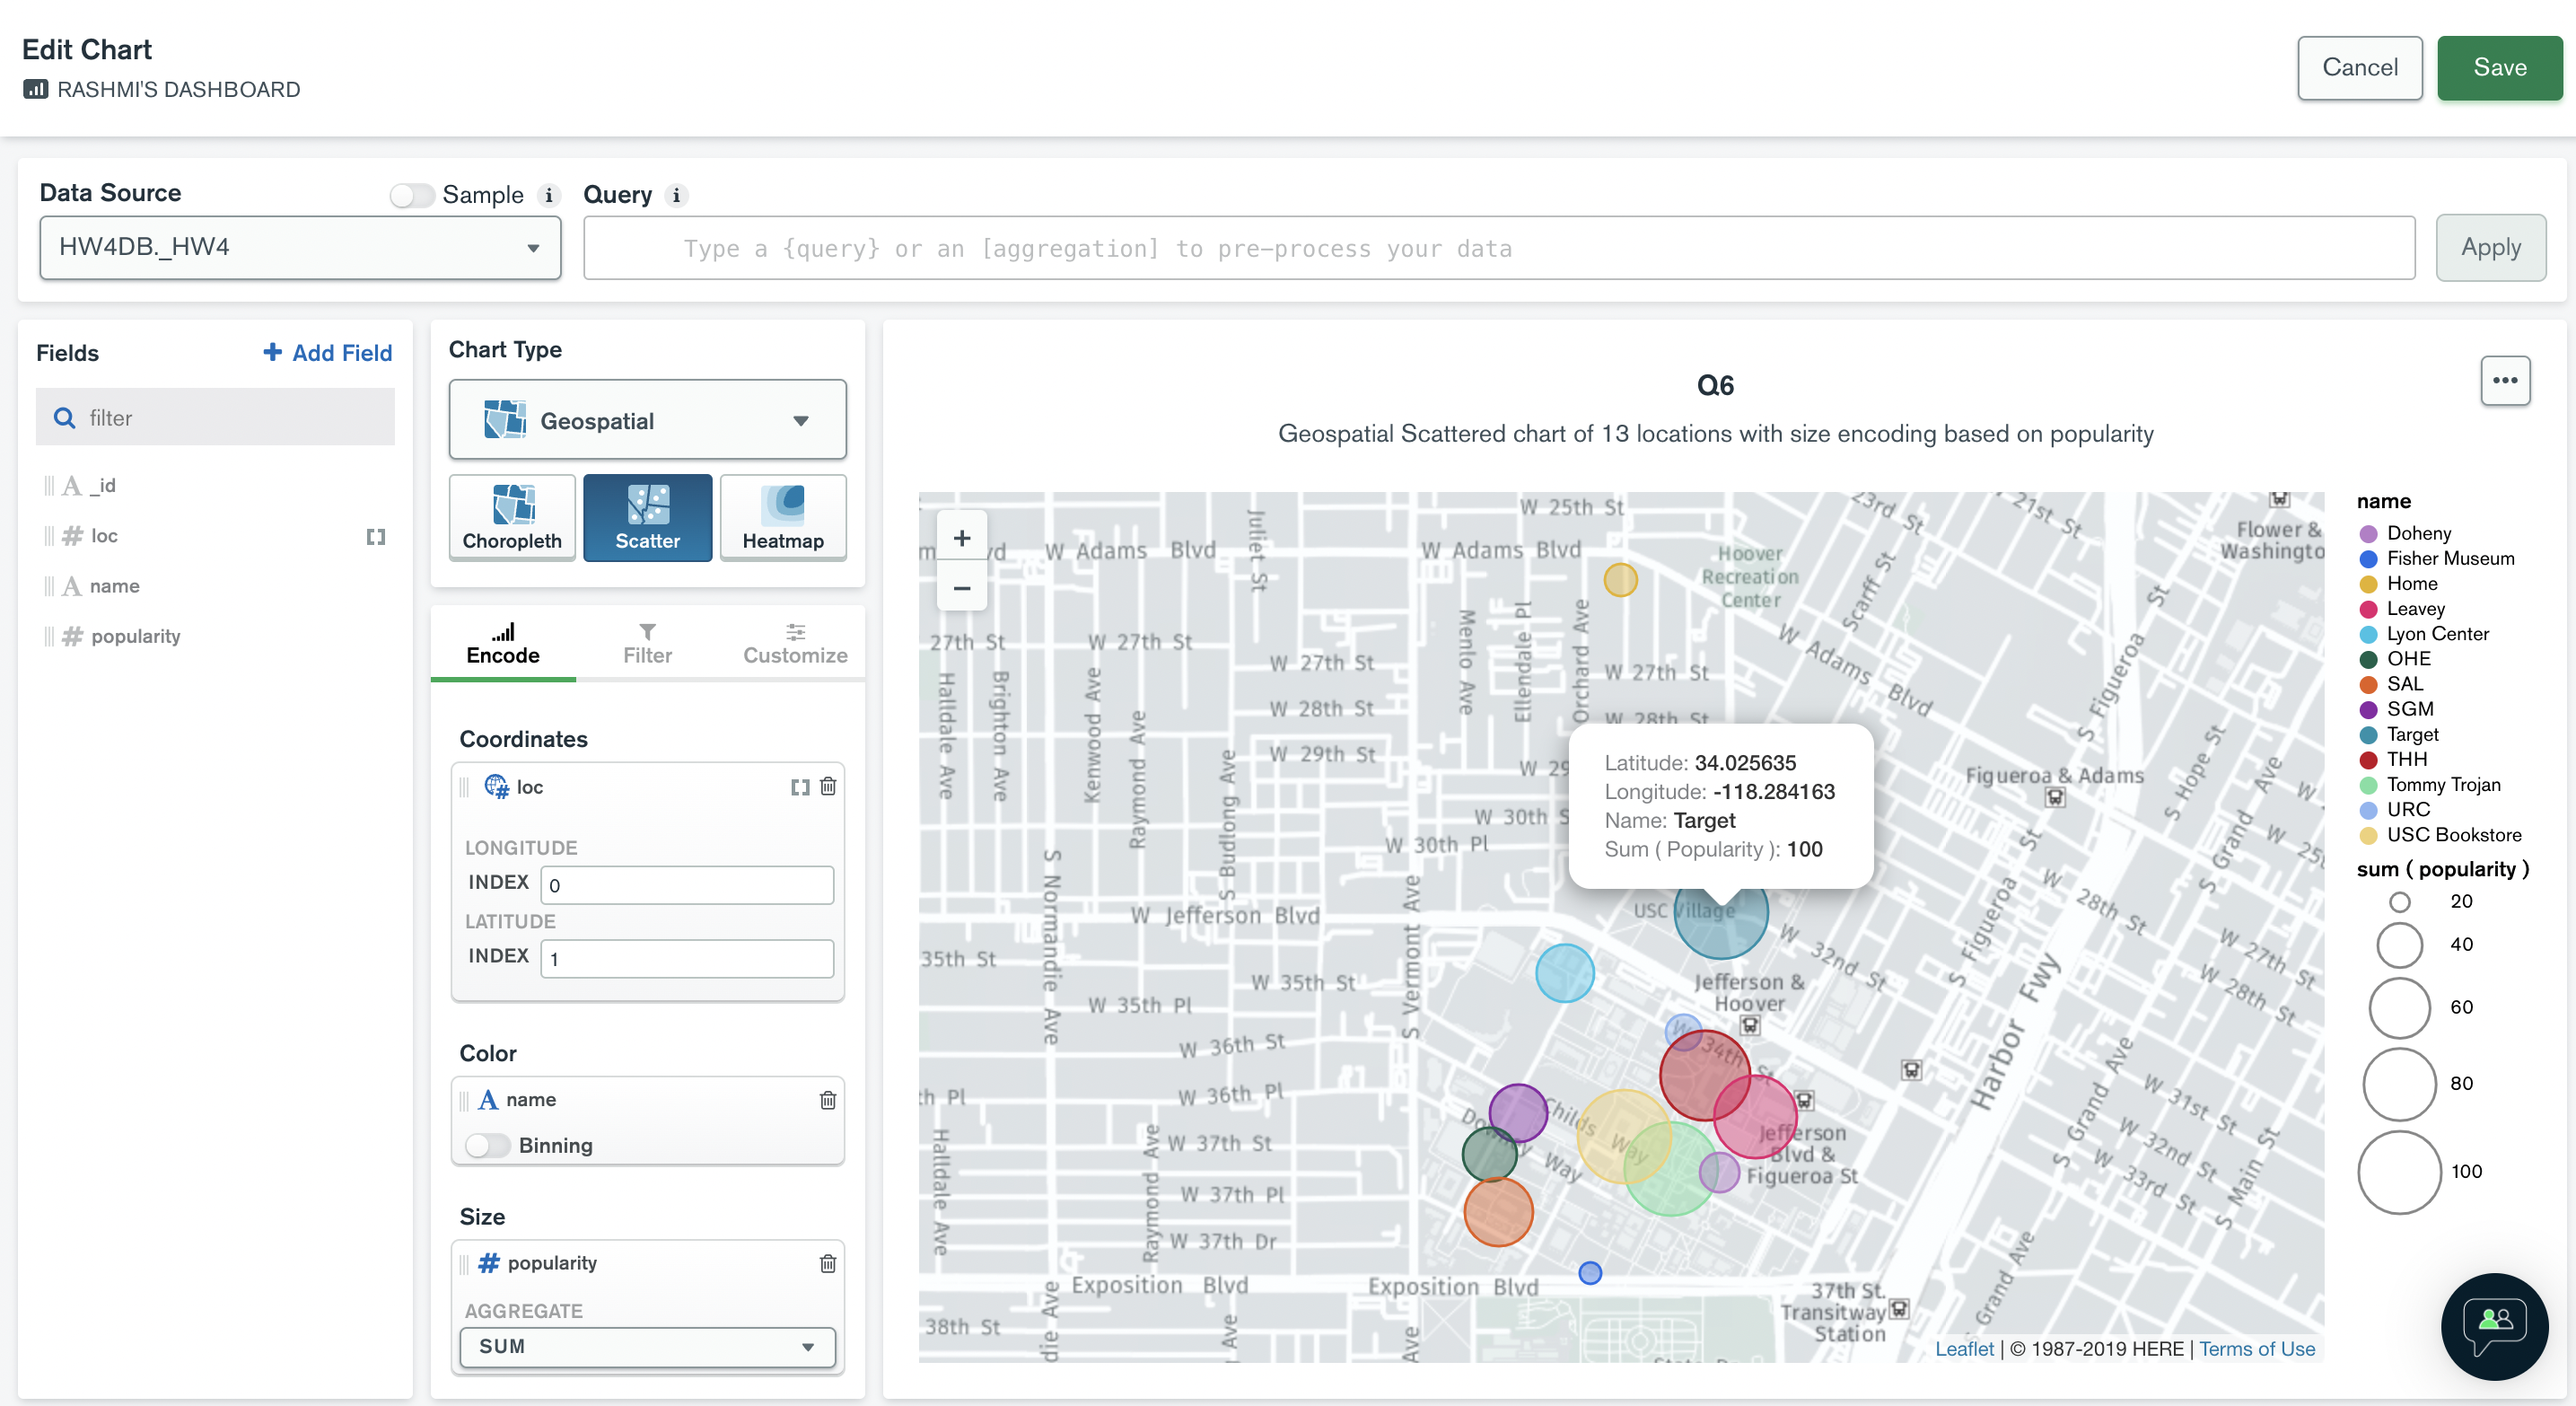 Edit Chart
RASHMI'S DASHBOARD
Cancel
Save
Data Source
Sample
Query
HW4DB._HW4
Type a {query} or an [aggregation] to pre-process your data
Apply
Fields
Add Field
filter
_id
loc
name
popularity
Chart Type
Geospatial
Choropleth
Scatter
Heatmap
Encode
Filter
Customize
Coordinates
loc
LONGITUDE
INDEX 0
LATITUDE
INDEX 1
Color
name
Binning
Size
popularity
AGGREGATE
SUM
Q6
Geospatial Scattered chart of 13 locations with size encoding based on popularity
+
−
W 25th St
W Adams Blvd
W Adams Blvd
Juliet St
Hoover
Recreation
Center
23rd St
21st St
Flower &
Scarff St
27th St
W 27th St
W 27th St
W 27th St
Menlo Ave
Ellendale Pl
Orchard Ave
W Adams Blvd
S Figueroa St
Halldale Ave
Brighton Ave
Kenwood Ave
Raymond Ave
W 28th St
W 28th St
W 29th St
S Budlong Ave
W 30th
W 30th Pl
Latitude: 34.025635
Longitude: -118.284163
Name: Target
Sum ( Popularity ): 100
Figueroa & Adams
S Hope St
S Grand Ave
USC Village
W Jefferson Blvd
S Normandie Ave
S Vermont Ave
35th St
W 35th St
W 35th Pl
W 32nd St
S Figueroa St
W 28th St
W 27th St
W 28th St
Jefferson &
Hoover
34th St
W 36th St
W 36th Pl
Harbor Fwy
S Grand Ave
W 31st St
W 32nd St
W 33rd St
S Main St
Childs Way
Downey Way
Jefferson
Blvd &
Figueroa St
Halldale Ave
Raymond Ave
W 37th St
W 37th Pl
W 37th Dr
Exposition Blvd
Exposition Blvd
38th St
37th St.
Transitway
Station
S Grand Ave
Leaflet | © 1987-2019 HERE | Terms of Use
name
Doheny
Fisher Museum
Home
Leavey
Lyon Center
OHE
SAL
SGM
Target
THH
Tommy Trojan
URC
USC Bookstore
sum ( popularity )
20
40
60
80
100